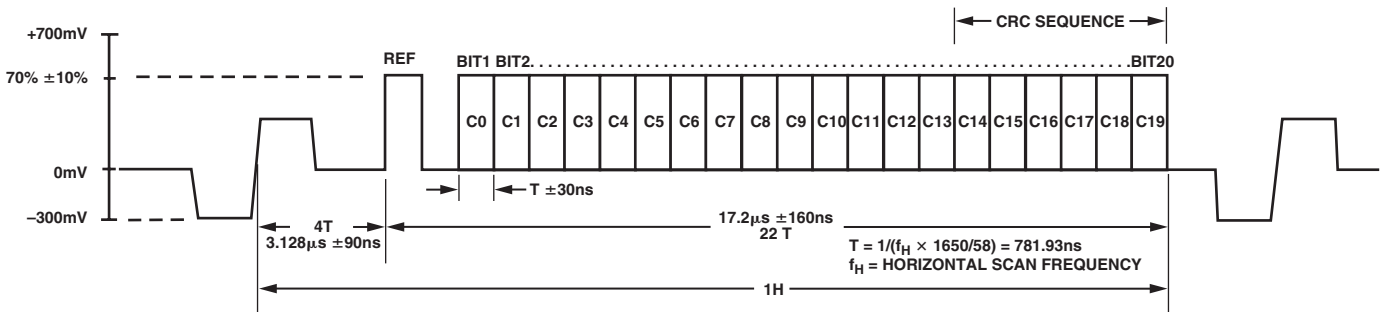 CRC SEQUENCE
+700mV
REF
BIT1 BIT2. . . . . . . . . . . . . . . . . . . . . . . . . . . . . . . . . . . . . . . . . . . . . . . . . . . . . . . . . . . . . . . .BIT20
70% ±10%
C0 C1 C2 C3 C4 C5 C6 C7 C8 C9 C10 C11 C12 C13 C14 C15 C16 C17 C18 C19
0mV
T ±30ns
–300mV
4T
3.128µs ±90ns
17.2µs ±160ns
22 T
T = 1/(fH × 1650/58) = 781.93ns
fH = HORIZONTAL SCAN FREQUENCY
1H